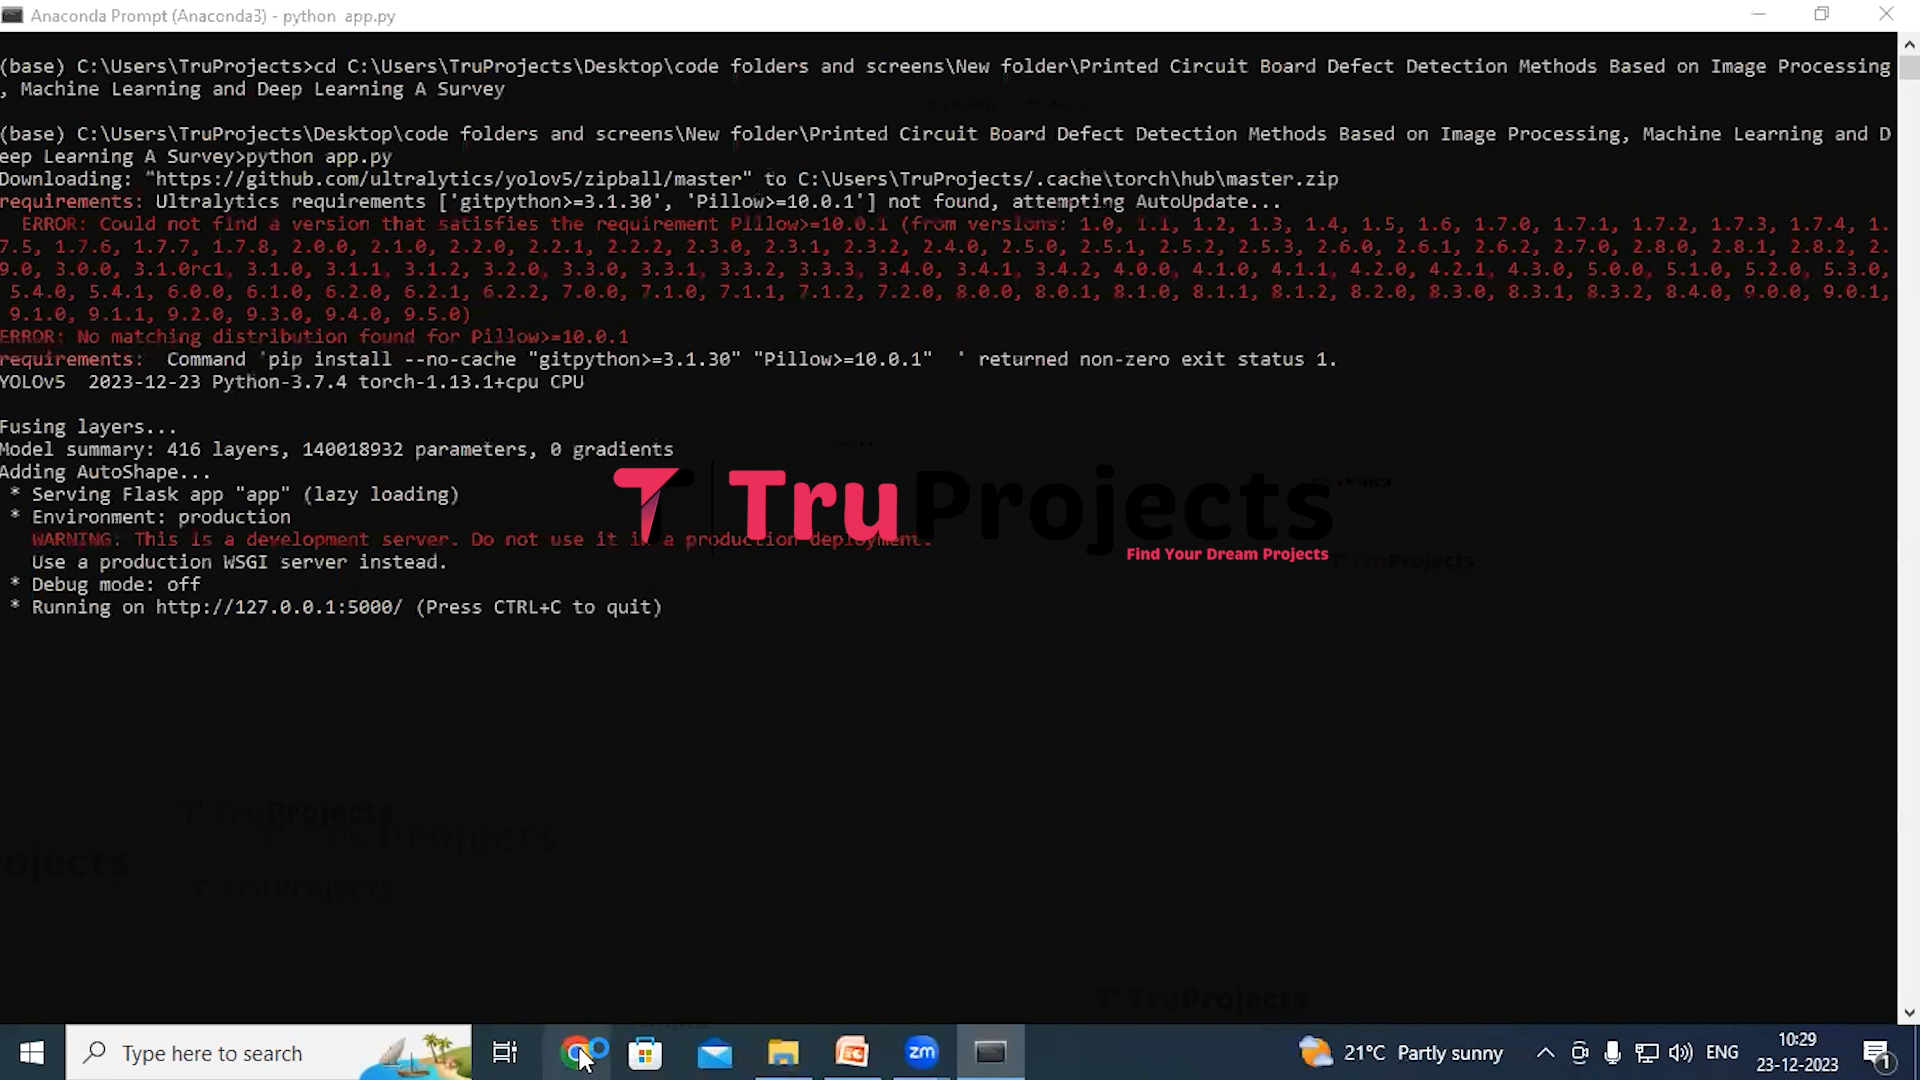 Anaconda Prompt (Anaconda3) - python  app.py
(base) C:\Users\TruProjects>cd C:\Users\TruProjects\Desktop\code folders and screens\New folder\Printed Circuit Board Defect Detection Methods Based on Image Processing
, Machine Learning and Deep Learning A Survey
(base) C:\Users\TruProjects\Desktop\code folders and screens\New folder\Printed Circuit Board Defect Detection Methods Based on Image Processing, Machine Learning and D
eep Learning A Survey>python app.py
Downloading: "https://github.com/ultralytics/yolov5/zipball/master" to C:\Users\TruProjects/.cache\torch\hub\master.zip
requirements: Ultralytics requirements ['gitpython>=3.1.30', 'Pillow>=10.0.1'] not found, attempting AutoUpdate...
ERROR: Could not find a version that satisfies the requirement Pillow>=10.0.1 (from versions: 1.0, 1.1, 1.2, 1.3, 1.4, 1.5, 1.6, 1.7.0, 1.7.1, 1.7.2, 1.7.3, 1.7.4, 1.
7.5, 1.7.6, 1.7.7, 1.7.8, 2.0.0, 2.1.0, 2.2.0, 2.2.1, 2.2.2, 2.3.0, 2.3.1, 2.3.2, 2.4.0, 2.5.0, 2.5.1, 2.5.2, 2.5.3, 2.6.0, 2.6.1, 2.6.2, 2.7.0, 2.8.0, 2.8.1, 2.8.2, 2.
9.0, 3.0.0, 3.1.0rc1, 3.1.0, 3.1.1, 3.1.2, 3.2.0, 3.3.0, 3.3.1, 3.3.2, 3.3.3, 3.4.0, 3.4.1, 3.4.2, 4.0.0, 4.1.0, 4.1.1, 4.2.0, 4.2.1, 4.3.0, 5.0.0, 5.1.0, 5.2.0, 5.3.0,
5.4.0, 5.4.1, 6.0.0, 6.1.0, 6.2.0, 6.2.1, 6.2.2, 7.0.0, 7.1.0, 7.1.1, 7.1.2, 7.2.0, 8.0.0, 8.0.1, 8.1.0, 8.1.1, 8.1.2, 8.2.0, 8.3.0, 8.3.1, 8.3.2, 8.4.0, 9.0.0, 9.0.1,
9.1.0, 9.1.1, 9.2.0, 9.3.0, 9.4.0, 9.5.0)
ERROR: No matching distribution found for Pillow>=10.0.1
requirements:  Command 'pip install --no-cache "gitpython>=3.1.30" "Pillow>=10.0.1"  ' returned non-zero exit status 1.
YOLOv5  2023-12-23 Python-3.7.4 torch-1.13.1+cpu CPU
Fusing layers...
Model summary: 416 layers, 140018932 parameters, 0 gradients
Adding AutoShape...
* Serving Flask app "app" (lazy loading)
* Environment: production
WARNING: This is a development server. Do not use it in a production deployment.
Use a production WSGI server instead.
* Debug mode: off
* Running on http://127.0.0.1:5000/ (Press CTRL+C to quit)
TruProjects
Find Your Dream Projects
TruProjects
TruProjects
TruProjects
rojects
TruProjects
TruProjects
Type here to search
zm
21°C Partly sunny
ENG
10:29
23-12-2023
1